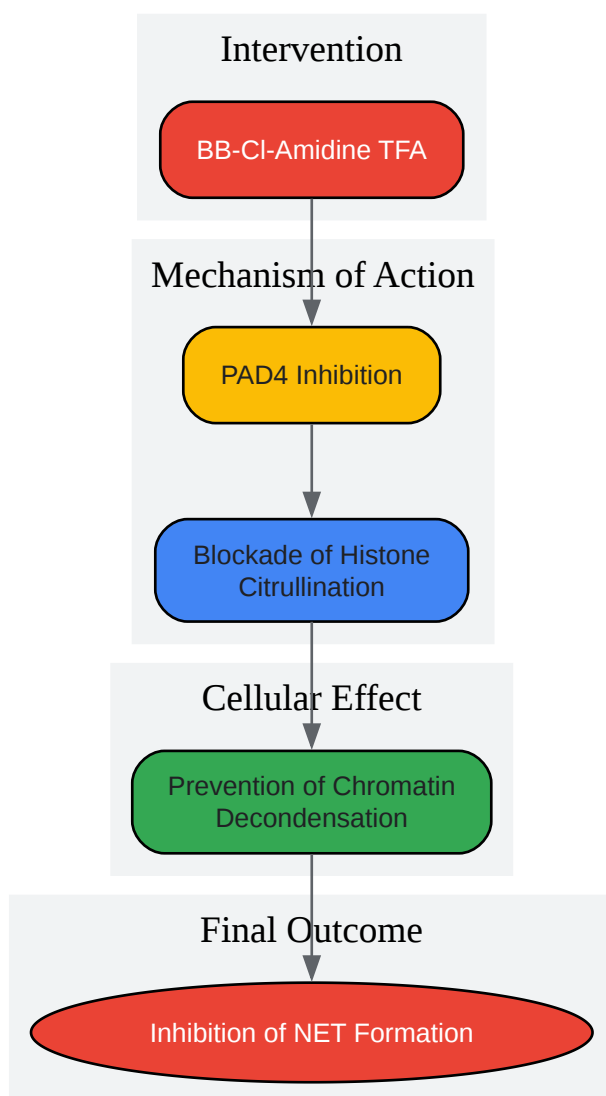 Intervention
BB-Cl-Amidine TFA
Mechanism of Action
PAD4 Inhibition
Blockade of Histone
Citrullination
Cellular Effect
Prevention of Chromatin
Decondensation
Final Outcome
Inhibition of NET Formation